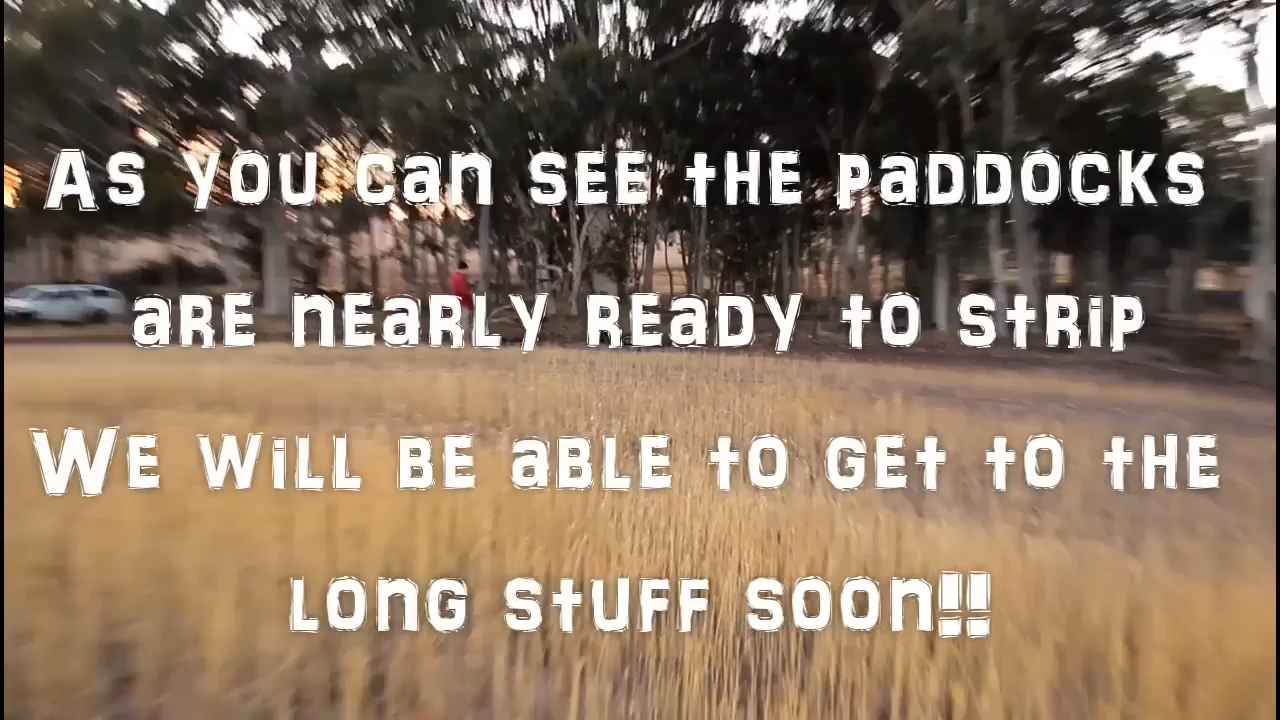 As you can see the paddocks
are nearly ready to strip
We will be able to get to the
long stuff soon!!